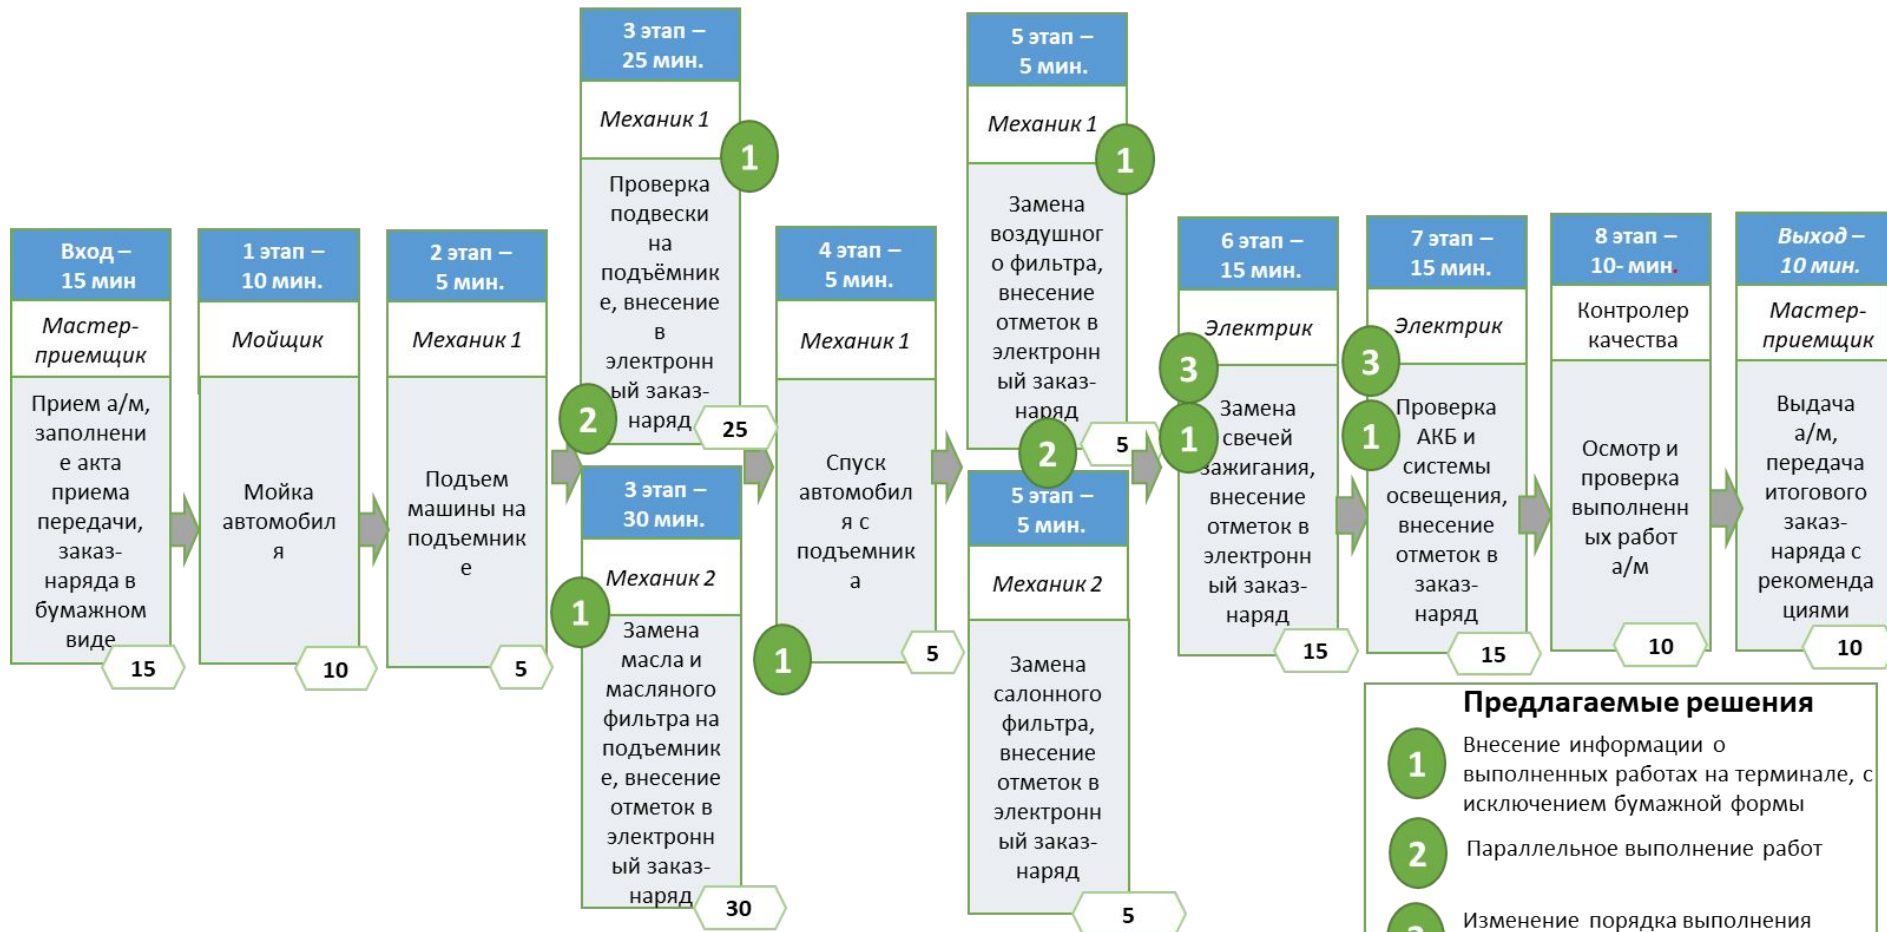 Вход –
15 мин
Мастер-
приемщик
Прием а/м,
заполнени
е акта
приема
передачи,
заказ-
наряда в
бумажном
виде
15
1 этап –
10 мин.
Мойщик
Мойка
автомобил
я
10
2 этап –
5 мин.
Механик 1
Подъем
машины на
подъемник
е
5
3 этап –
25 мин.
Механик 1
1
Проверка
подвески
на
подъёмник
е, внесение
в
электронн
ый заказ-
наряд
2
25
3 этап –
30 мин.
Механик 2
1
Замена
масла и
масляного
фильтра на
подъемник
е, внесение
отметок в
электронн
ый заказ-
наряд
30
4 этап –
5 мин.
Механик 1
Спуск
автомобил
я с
подъемник
а
1
5
5 этап –
5 мин.
Механик 1
1
Замена
воздушног
о фильтра,
внесение
отметок в
электронн
ый заказ-
наряд
2
5
5 этап –
5 мин.
Механик 2
Замена
салонного
фильтра,
внесение
отметок в
электронн
ый заказ-
наряд
5
6 этап –
15 мин.
Электрик
3
1
Замена
свечей
зажигания,
внесение
отметок в
электронн
ый заказ-
наряд
15
7 этап –
15 мин.
Электрик
3
1
Проверка
АКБ и
системы
освещения,
внесение
отметок в
заказ-
наряд
15
8 этап –
10- мин.
Контролер
качества
Осмотр и
проверка
выполненн
ых работ
а/м
10
Выход –
10 мин.
Мастер-
приемщик
Выдача
а/м,
передача
итогового
заказ-
наряда с
рекоменда
циями
10
Предлагаемые решения
1
Внесение информации о
выполненных работах на терминале, с
исключением бумажной формы
2
Параллельное выполнение работ
3
Изменение порядка выполнения